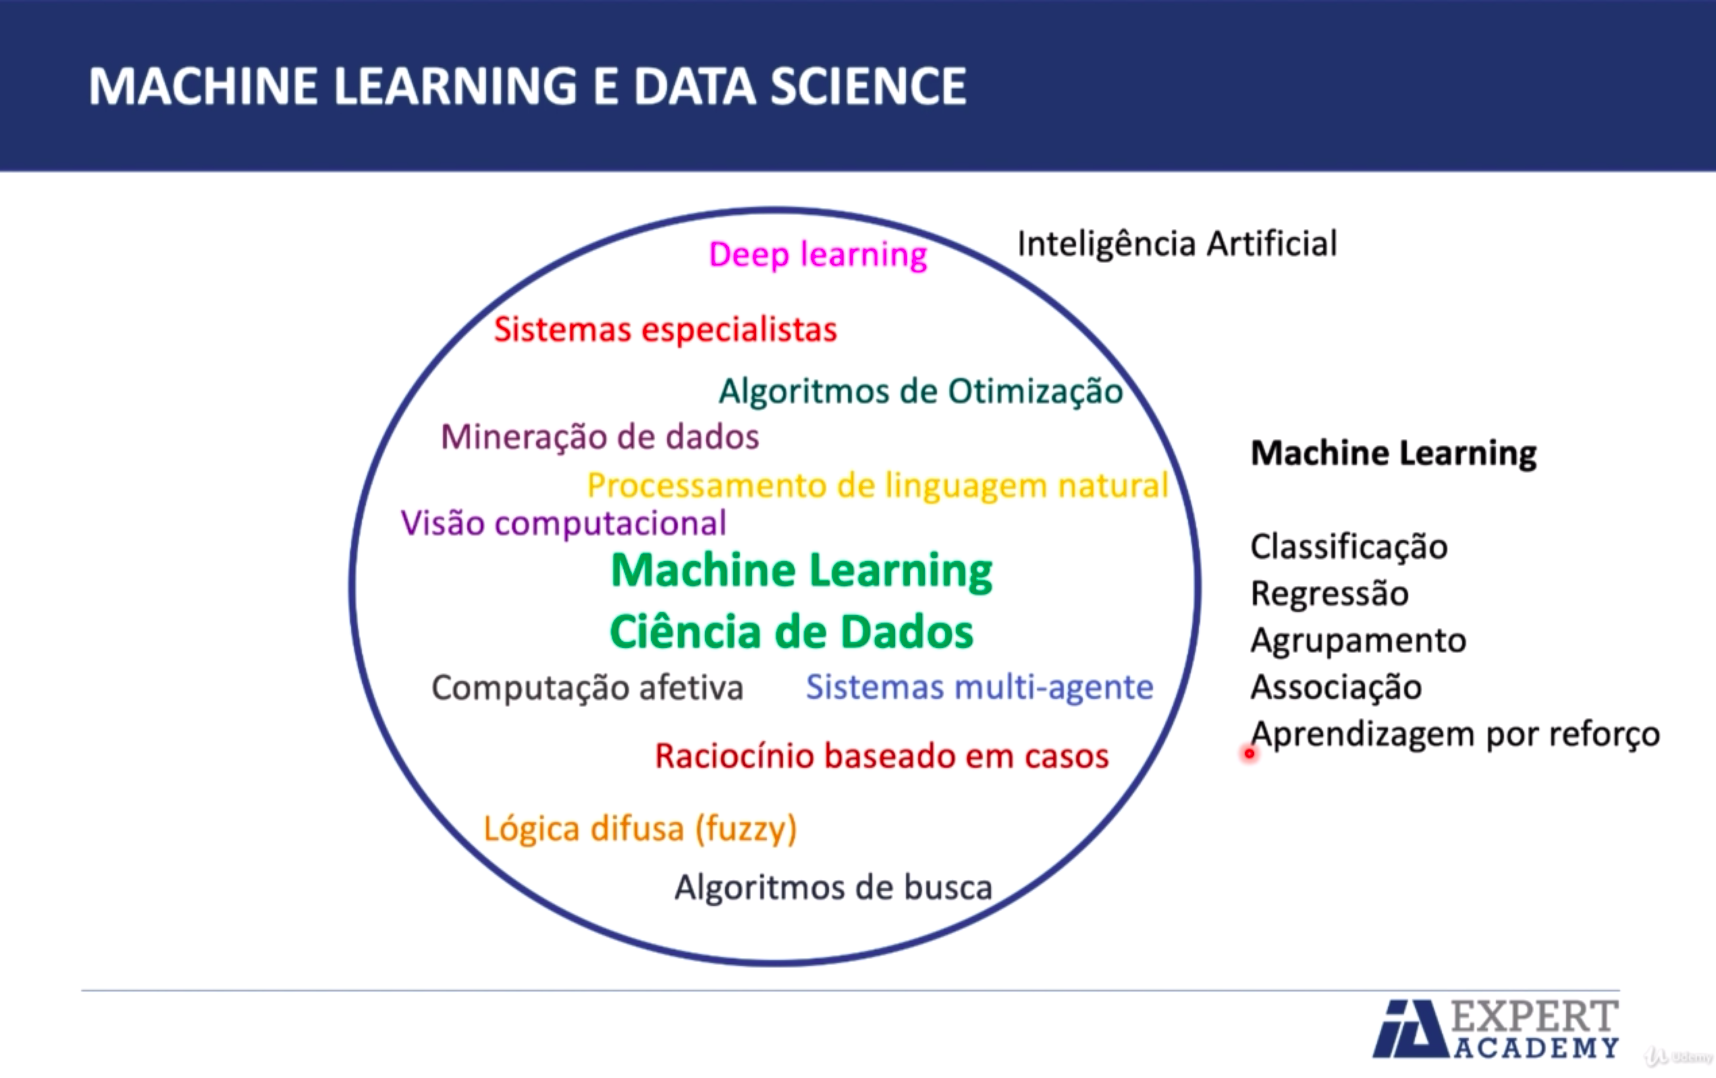 MACHINE LEARNING E DATA SCIENCE
Inteligência Artificial
Deep learning
Sistemas especialistas
Algoritmos de Otimização
Mineração de dados
Processamento de linguagem natural
Visão computacional
Machine Learning
Ciência de Dados
Computação afetiva
Sistemas multi-agente
Raciocínio baseado em casos
Lógica difusa (fuzzy)
Algoritmos de busca
Machine Learning
Classificação
Regressão
Agrupamento
Associação
Aprendizagem por reforço
IA EXPERT
ACADEMY
Udemy